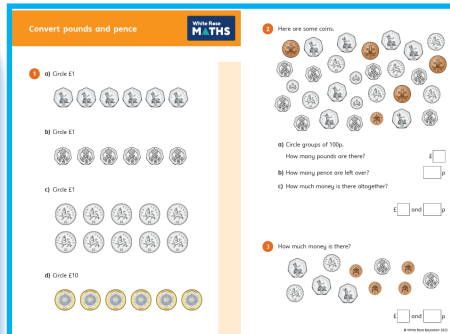 Convert pounds and pence
White Rose
MATHS
1 a) Circle £1
b) Circle £1
c) Circle £1
d) Circle £10
2 Here are some coins.
a) Circle groups of 100p.
How many pounds are there?
£
b) How many pence are left over?
p
c) How much money is there altogether?
£ and p
3 How much money is there?
£ and p
© White Rose Education 2022